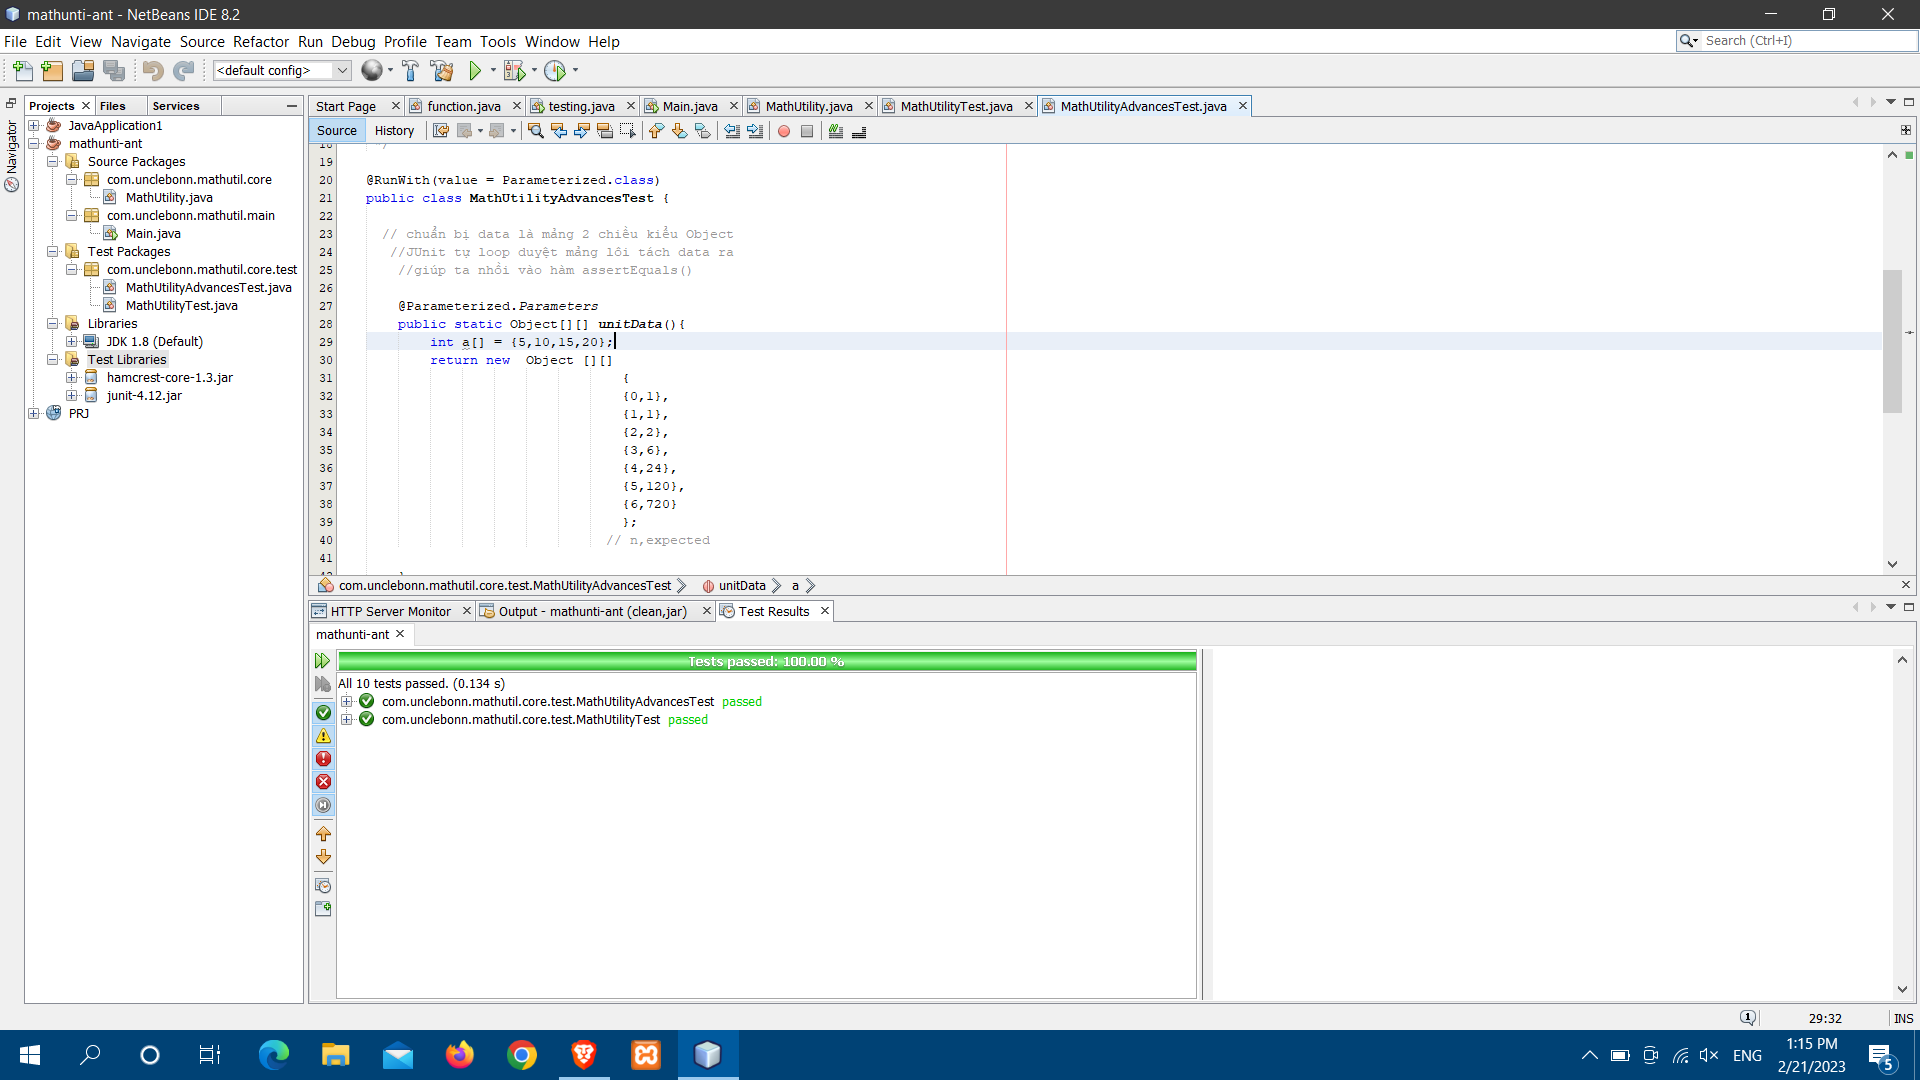 mathunti-ant - NetBeans IDE 8.2
File Edit View Navigate Source Refactor Run Debug Profile Team Tools Window Help
Search (Ctrl+I)
<default config>
Projects Files Services
Navigator
JavaApplication1
mathunti-ant
Source Packages
com.unclebonn.mathutil.core
MathUtility.java
com.unclebonn.mathutil.main
Main.java
Test Packages
com.unclebonn.mathutil.core.test
MathUtilityAdvancesTest.java
MathUtilityTest.java
Libraries
JDK 1.8 (Default)
Test Libraries
hamcrest-core-1.3.jar
junit-4.12.jar
PRJ
Start Page function.java testing.java Main.java MathUtility.java MathUtilityTest.java MathUtilityAdvancesTest.java
Source History
18 */
19
20 @RunWith(value = Parameterized.class)
21 public class MathUtilityAdvancesTest {
22
23 // chuẩn bị data là mảng 2 chiều kiểu Object
24 //JUnit tự loop duyệt mảng lôi tách data ra
25 //giúp ta nhồi vào hàm assertEquals()
26
27 @Parameterized.Parameters
28 public static Object[][] unitData(){
29 int a[] = {5,10,15,20};
30 return new Object [][]
31 {
32 {0,1},
33 {1,1},
34 {2,2},
35 {3,6},
36 {4,24},
37 {5,120},
38 {6,720}
39 };
40 // n,expected
41
com.unclebonn.mathutil.core.test.MathUtilityAdvancesTest unitData a
HTTP Server Monitor Output - mathunti-ant (clean,jar) Test Results
mathunti-ant
Tests passed: 100.00 %
All 10 tests passed. (0.134 s)
com.unclebonn.mathutil.core.test.MathUtilityAdvancesTest passed
com.unclebonn.mathutil.core.test.MathUtilityTest passed
1
29:32
INS
ENG
1:15 PM
2/21/2023
5